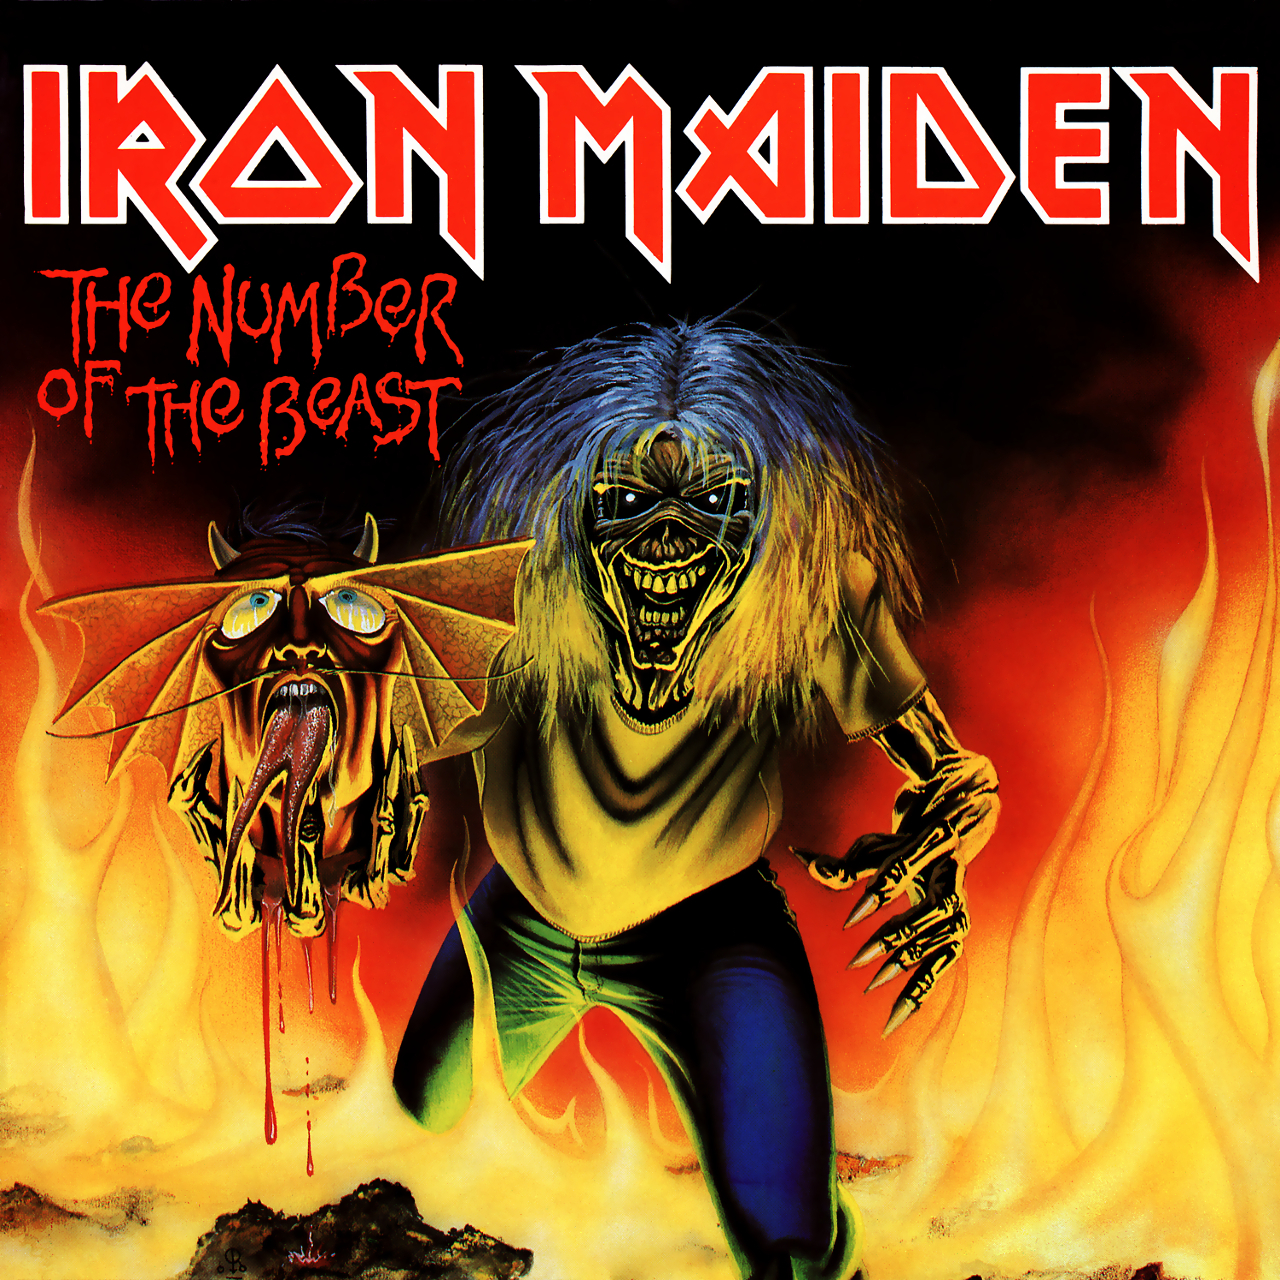 IRON MAIDEN
THE NUMBER
OF THE BEAST